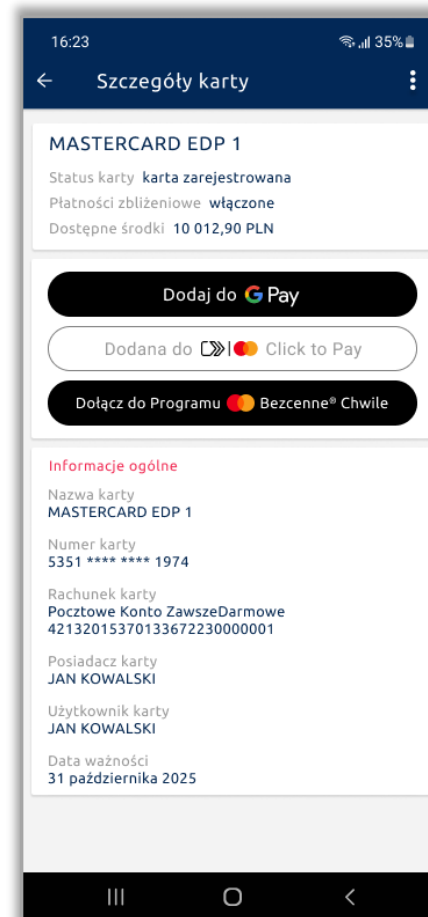 16:23 35%
Szczegóły karty
MASTERCARD EDP 1
Status karty karta zarejestrowana
Płatności zbliżeniowe włączone
Dostępne środki 10 012,90 PLN
Dodaj do G Pay
Dodana do Click to Pay
Dołącz do Programu Bezcenne® Chwile
Informacje ogólne
Nazwa karty
MASTERCARD EDP 1
Numer karty
5351 **** **** 1974
Rachunek karty
Pocztowe Konto ZawszeDarmowe
42132015370133672230000001
Posiadacz karty
JAN KOWALSKI
Użytkownik karty
JAN KOWALSKI
Data ważności
31 października 2025